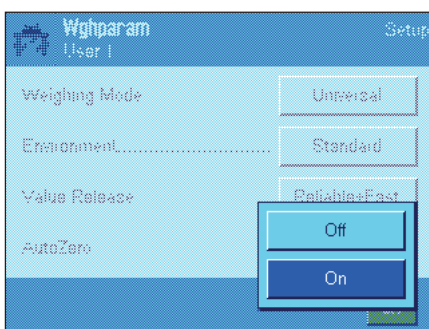 Wghparam
User 1
Setup
Weighing Mode
Universal
Environment
Standard
Value Release
Reliable+Fast
AutoZero
Off
On